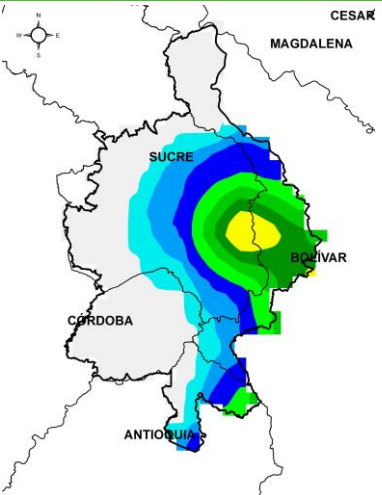 CESAR
N
W E
S
MAGDALENA
SUCRE
BOLÍVAR
CÓRDOBA
ANTIOQUIA